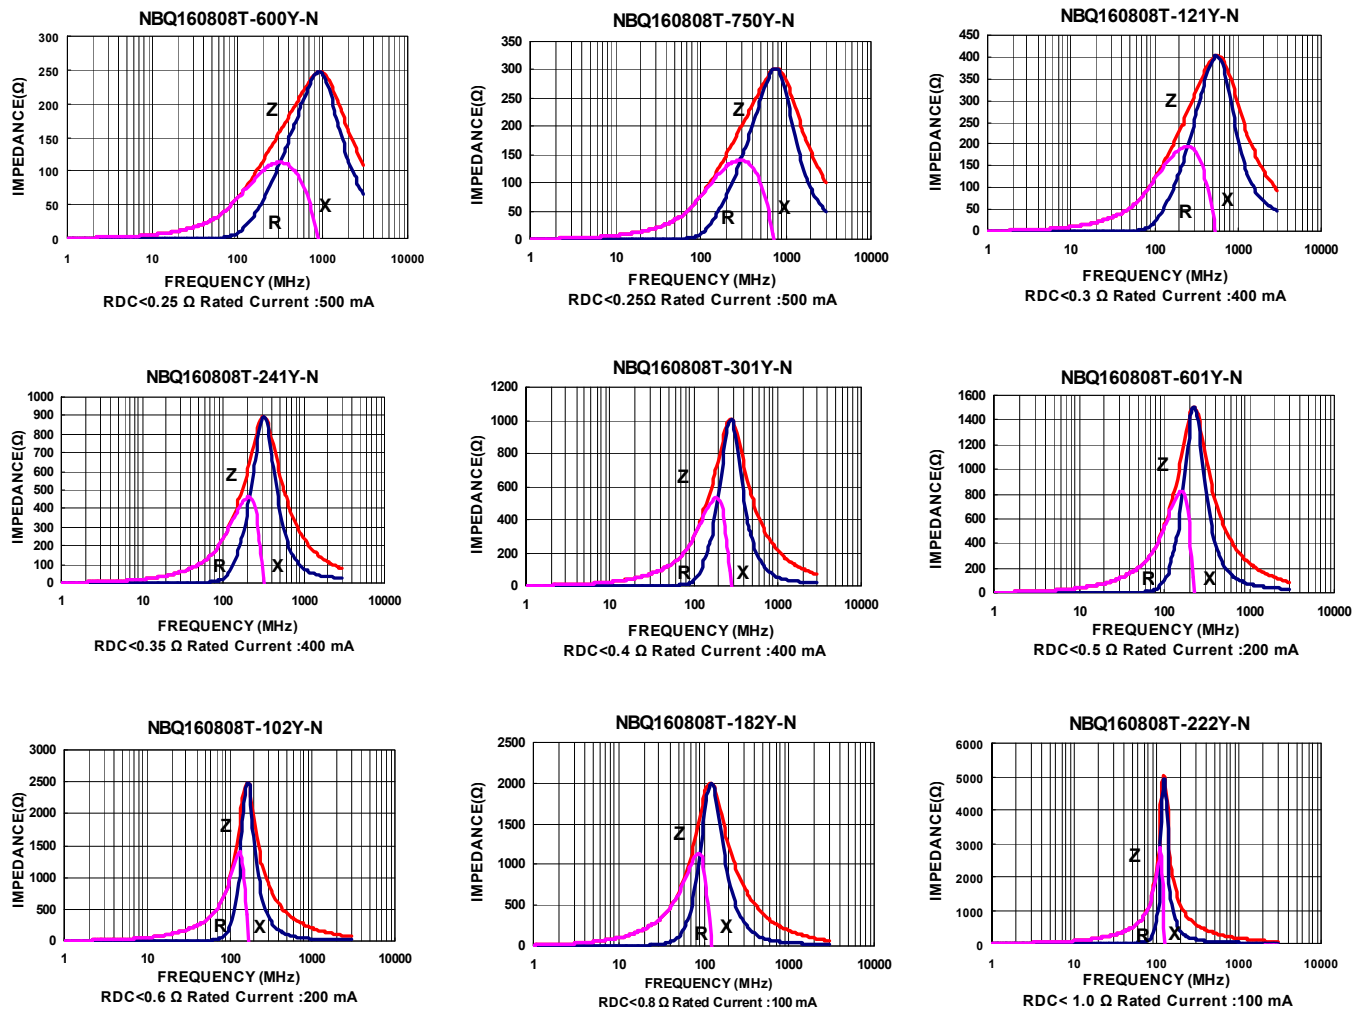 NBQ160808T-600Y-N
IMPEDANCE(Ω)
300
250
200
150
100
50
0
Z
R
X
1 10 100 1000 10000
FREQUENCY (MHz)
RDC<0.25 Ω Rated Current :500 mA
NBQ160808T-750Y-N
IMPEDANCE(Ω)
350
300
250
200
150
100
50
0
Z
R
X
1 10 100 1000 10000
FREQUENCY (MHz)
RDC<0.25Ω Rated Current :500 mA
NBQ160808T-121Y-N
IMPEDANCE(Ω)
450
400
350
300
250
200
150
100
50
0
Z
R
X
1 10 100 1000 10000
FREQUENCY (MHz)
RDC<0.3 Ω Rated Current :400 mA
NBQ160808T-241Y-N
IMPEDANCE(Ω)
1000
900
800
700
600
500
400
300
200
100
0
Z
R
X
1 10 100 1000 10000
FREQUENCY (MHz)
RDC<0.35 Ω Rated Current :400 mA
NBQ160808T-301Y-N
IMPEDANCE(Ω)
1200
1000
800
600
400
200
0
Z
R
X
1 10 100 1000 10000
FREQUENCY (MHz)
RDC<0.4 Ω Rated Current :400 mA
NBQ160808T-601Y-N
IMPEDANCE(Ω)
1600
1400
1200
1000
800
600
400
200
0
Z
R
X
1 10 100 1000 10000
FREQUENCY (MHz)
RDC<0.5 Ω Rated Current :200 mA
NBQ160808T-102Y-N
IMPEDANCE(Ω)
3000
2500
2000
1500
1000
500
0
Z
R
X
1 10 100 1000 10000
FREQUENCY (MHz)
RDC<0.6 Ω Rated Current :200 mA
NBQ160808T-182Y-N
IMPEDANCE(Ω)
2500
2000
1500
1000
500
0
Z
R
X
1 10 100 1000 10000
FREQUENCY (MHz)
RDC<0.8 Ω Rated Current :100 mA
NBQ160808T-222Y-N
IMPEDANCE(Ω)
6000
5000
4000
3000
2000
1000
0
Z
R
X
1 10 100 1000 10000
FREQUENCY (MHz)
RDC< 1.0 Ω Rated Current :100 mA